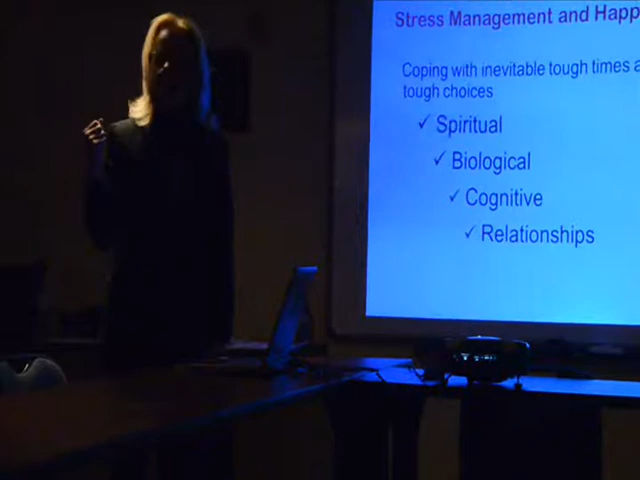 Stress Management and Happ
Coping with inevitable tough times a
tough choices
✓ Spiritual
✓ Biological
✓ Cognitive
✓ Relationships